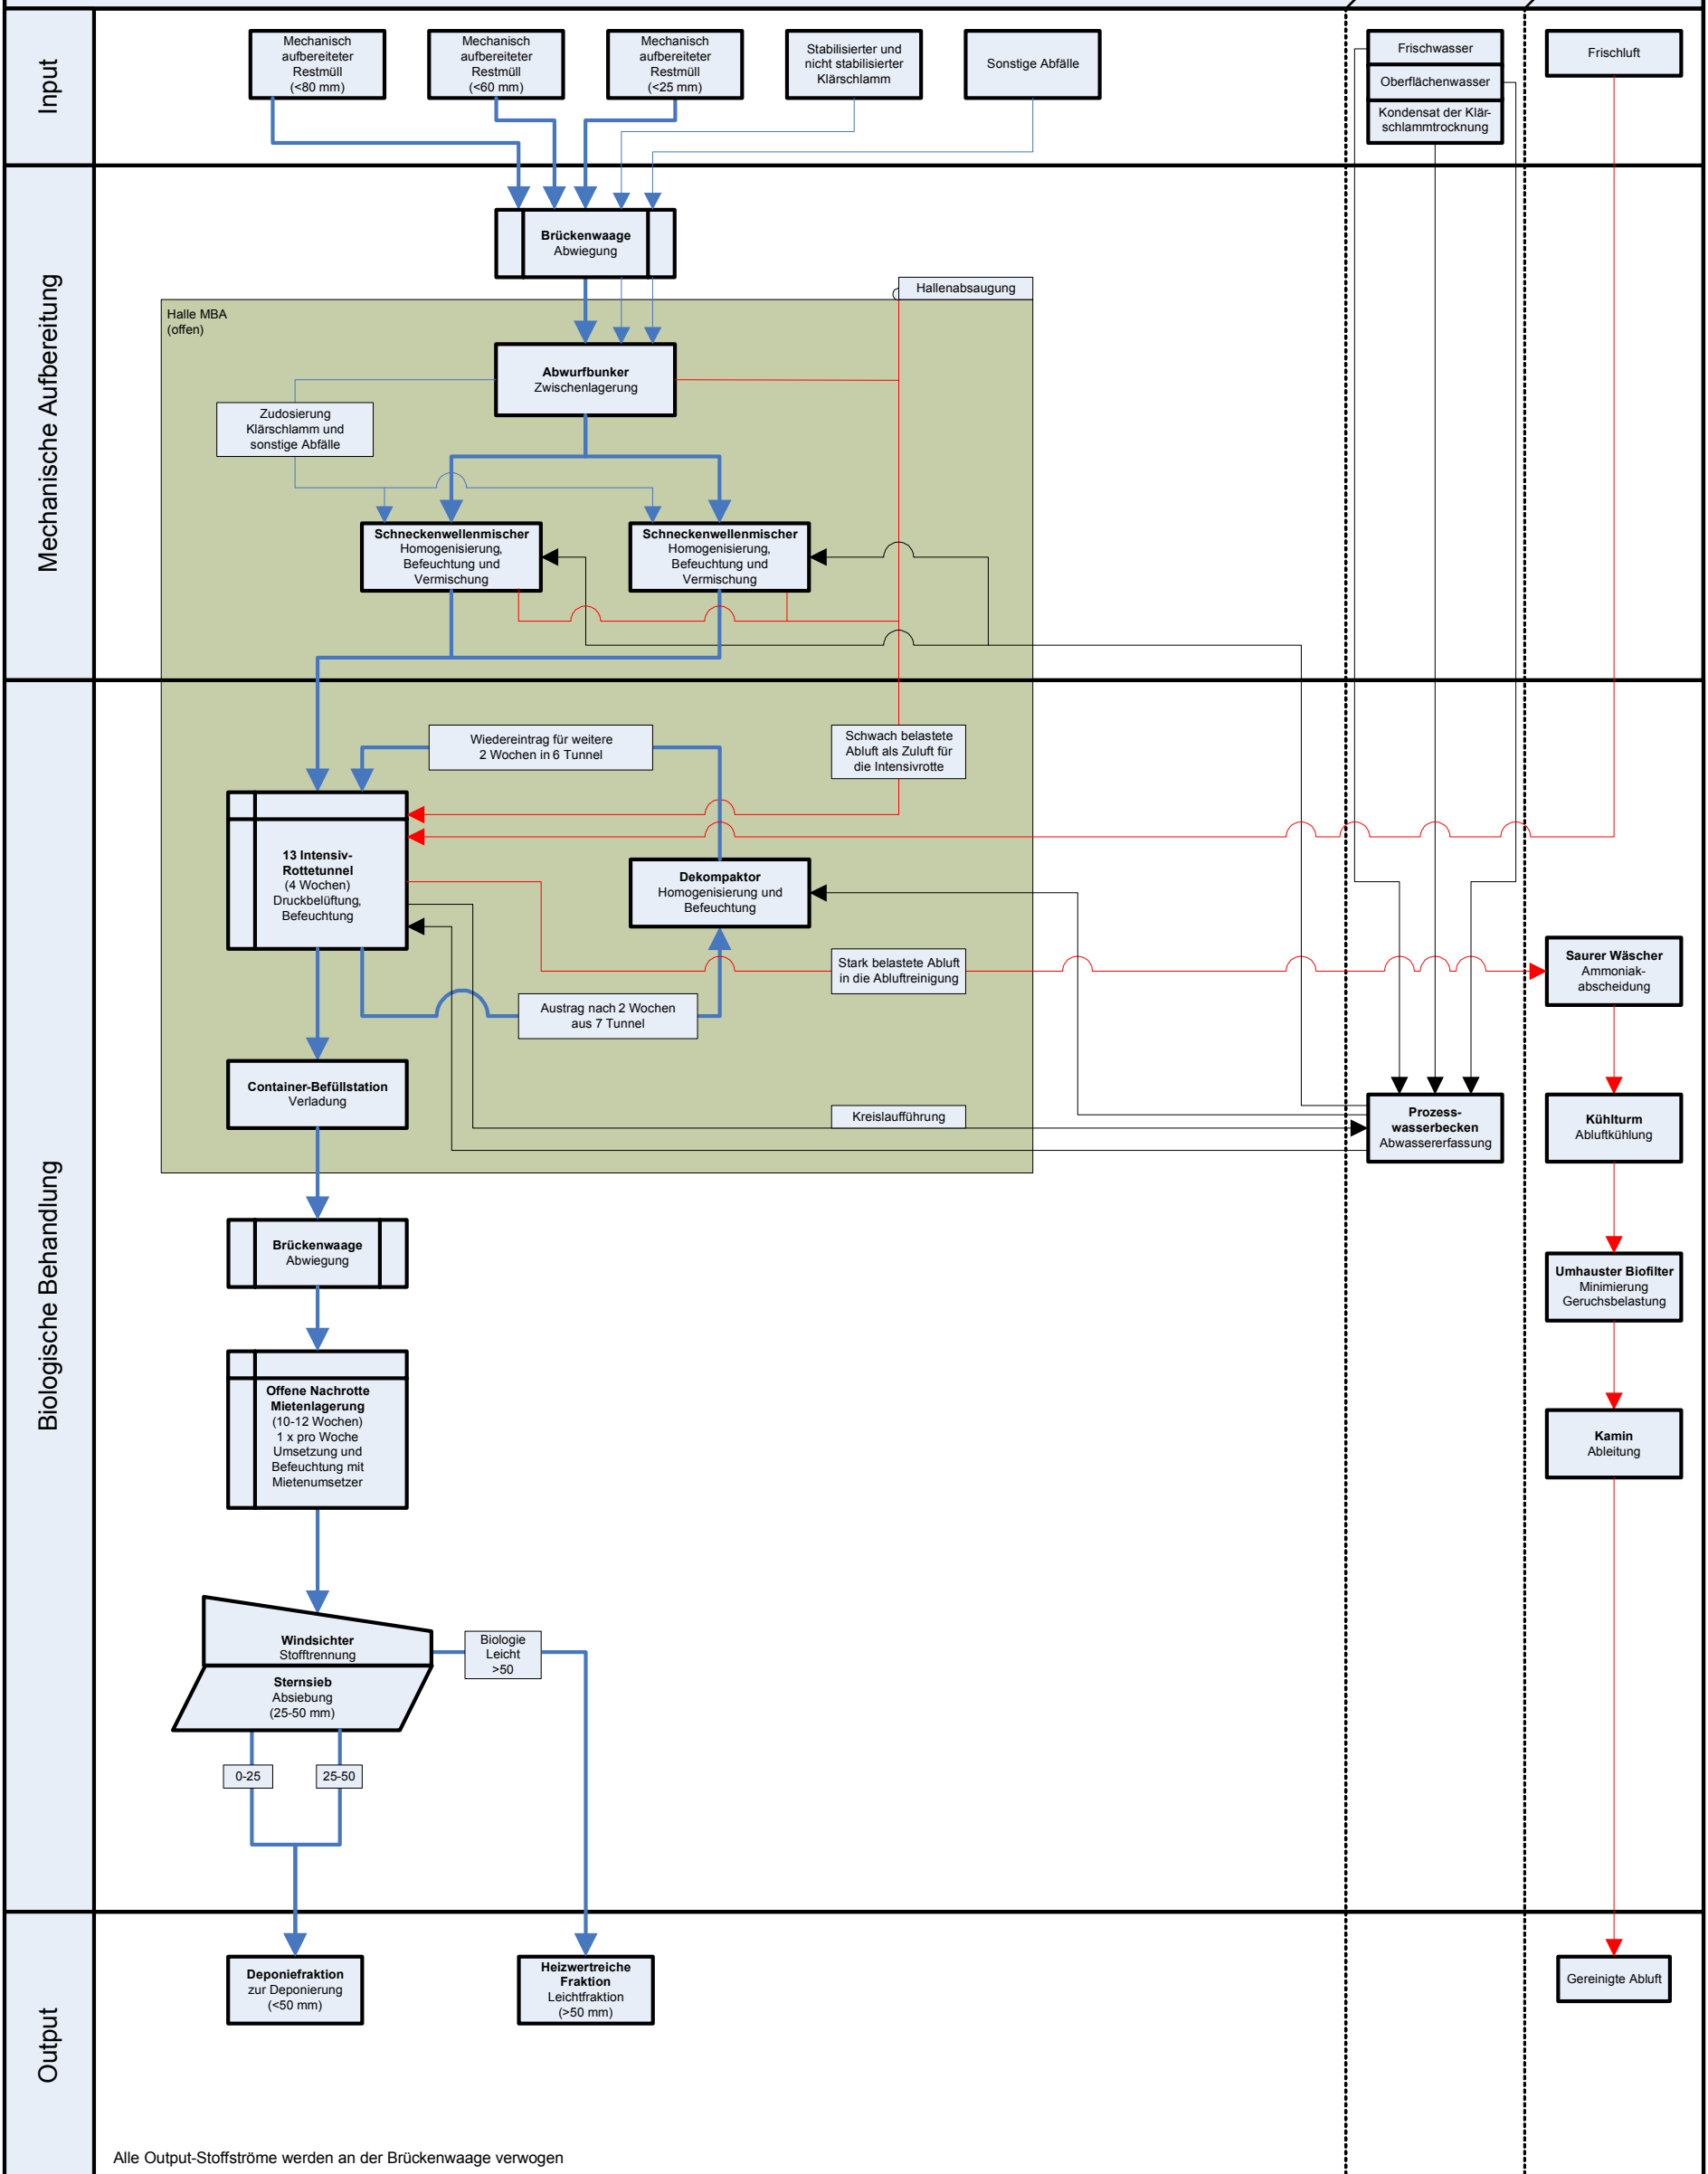 Input
Mechanisch
aufbereiteter
Restmüll
(<80 mm)
Mechanisch
aufbereiteter
Restmüll
(<60 mm)
Mechanisch
aufbereiteter
Restmüll
(<25 mm)
Stabilisierter und
nicht stabilisierter
Klärschlamm
Sonstige Abfälle
Frischwasser
Oberflächenwasser
Kondensat der Klär-
schlammtrocknung
Frischluft
Mechanische Aufbereitung
Brückenwaage
Abwiegung
Hallenabsaugung
Halle MBA
(offen)
Abwurfbunker
Zwischenlagerung
Zudosierung
Klärschlamm und
sonstige Abfälle
Schneckenwellenmischer
Homogenisierung,
Befeuchtung und
Vermischung
Schneckenwellenmischer
Homogenisierung,
Befeuchtung und
Vermischung
Biologische Behandlung
Wiedereintrag für weitere
2 Wochen in 6 Tunnel
Schwach belastete
Abluft als Zuluft für
die Intensivrotte
13 Intensiv-
Rottetunnel
(4 Wochen)
Druckbelüftung,
Befeuchtung
Dekompaktor
Homogenisierung und
Befeuchtung
Stark belastete Abluft
in die Abluftreinigung
Saurer Wäscher
Ammoniak-
abscheidung
Austrag nach 2 Wochen
aus 7 Tunnel
Container-Befüllstation
Verladung
Kreislaufführung
Prozess-
wasserbecken
Abwassererfassung
Kühlturm
Abluftkühlung
Brückenwaage
Abwiegung
Umhauster Biofilter
Minimierung
Geruchsbelastung
Offene Nachrotte
Mietenlagerung
(10-12 Wochen)
1 x pro Woche
Umsetzung und
Befeuchtung mit
Mietenumsetzer
Kamin
Ableitung
Windsichter
Stofftrennung
Biologie
Leicht
>50
Sternsieb
Absiebung
(25-50 mm)
0-25
25-50
Output
Deponiefraktion
zur Deponierung
(<50 mm)
Heizwertreiche
Fraktion
Leichtfraktion
(>50 mm)
Gereinigte Abluft
Alle Output-Stoffströme werden an der Brückenwaage verwogen